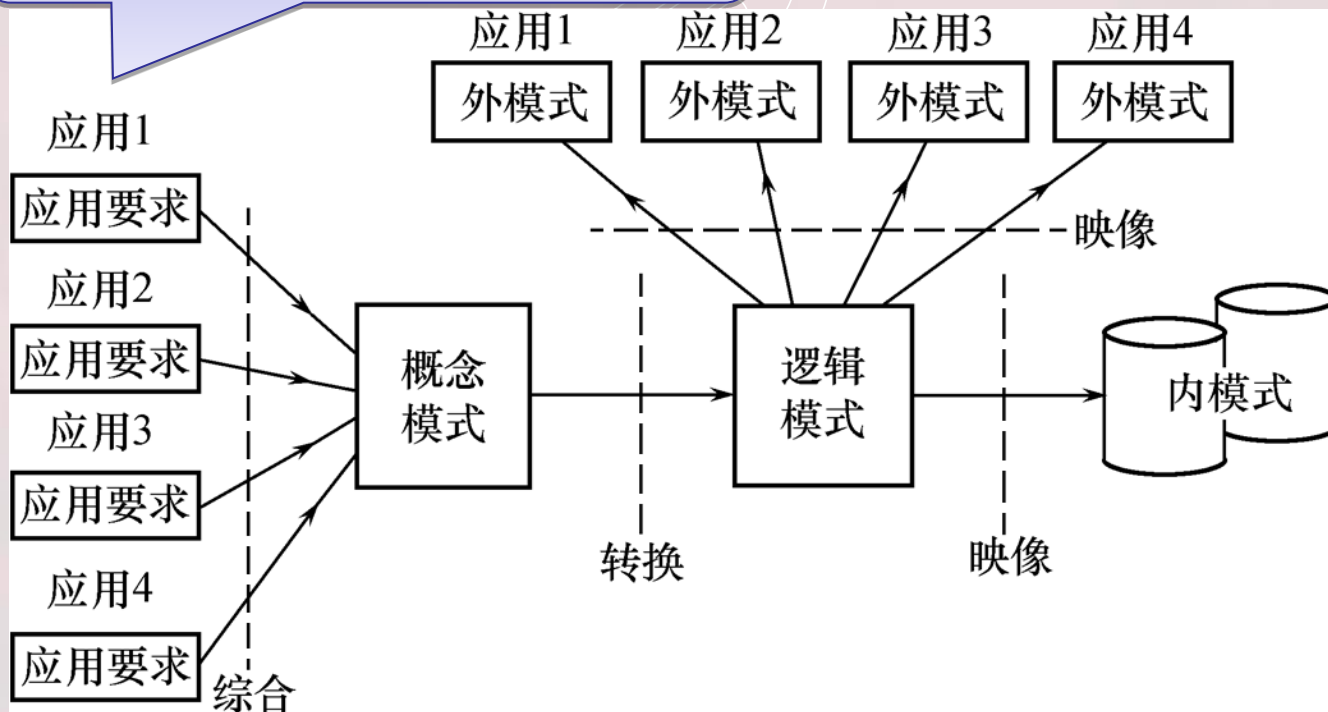 应用1 应用2 应用3 应用4
外模式 外模式 外模式 外模式
映像
应用1
应用要求
应用2
应用要求
应用3
应用要求
应用4
应用要求
综合
概念
模式
转换
逻辑
模式
映像
内模式